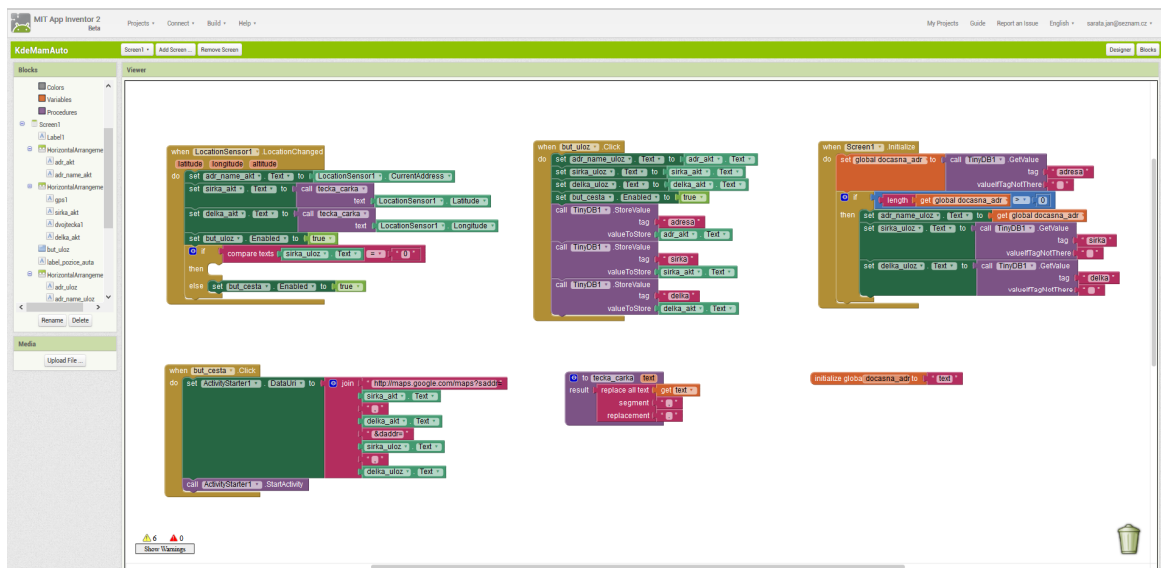 MIT App Inventor 2
Beta
Projects Connect Build Help
My Projects Guide Report an Issue English sarata.jan@seznam.cz
KdeMamAuto
Screen1 Add Screen ... Remove Screen
Designer Blocks
Blocks
Viewer
Colors
Variables
Procedures
Screen1
Label1
HorizontalArrangeme
adr_akt
adr_name_akt
HorizontalArrangeme
gps1
sirka_akt
dvojtecka1
delka_akt
but_uloz
label_pozice_auta
HorizontalArrangeme
adr_uloz
adr_name_uloz
Rename Delete
Media
Upload File ...
when LocationSensor1 .LocationChanged
latitude longitude altitude
do set adr_name_akt . Text to LocationSensor1 . CurrentAddress
set sirka_akt . Text to call tecka_carka
text LocationSensor1 . Latitude
set delka_akt . Text to call tecka_carka
text LocationSensor1 . Longitude
set but_uloz . Enabled to true
if compare texts sirka_uloz . Text = " 0 "
then
else set but_cesta . Enabled to true
when but_uloz .Click
do set adr_name_uloz . Text to adr_akt . Text
set sirka_uloz . Text to sirka_akt . Text
set delka_uloz . Text to delka_akt . Text
set but_cesta . Enabled to true
call TinyDB1 .StoreValue
tag " adresa "
valueToStore adr_akt . Text
call TinyDB1 .StoreValue
tag " sirka "
valueToStore sirka_akt . Text
call TinyDB1 .StoreValue
tag " delka "
valueToStore delka_akt . Text
when Screen1 .Initialize
do set global docasna_adr to call TinyDB1 .GetValue
tag " adresa "
valueIfTagNotThere " "
if length get global docasna_adr > 0
then set adr_name_uloz . Text to get global docasna_adr
set sirka_uloz . Text to call TinyDB1 .GetValue
tag " sirka "
valueIfTagNotThere " "
set delka_uloz . Text to call TinyDB1 .GetValue
tag " delka "
valueIfTagNotThere " "
when but_cesta .Click
do set ActivityStarter1 . DataUri to join " http://maps.google.com/maps?saddr=
sirka_akt . Text
delka_akt . Text
" &daddr= "
sirka_uloz . Text
delka_uloz . Text
call ActivityStarter1 .StartActivity
to tecka_carka text
result replace all text get text
segment
replacement
initialize global docasna_adr to " text "
6 0
Show Warnings